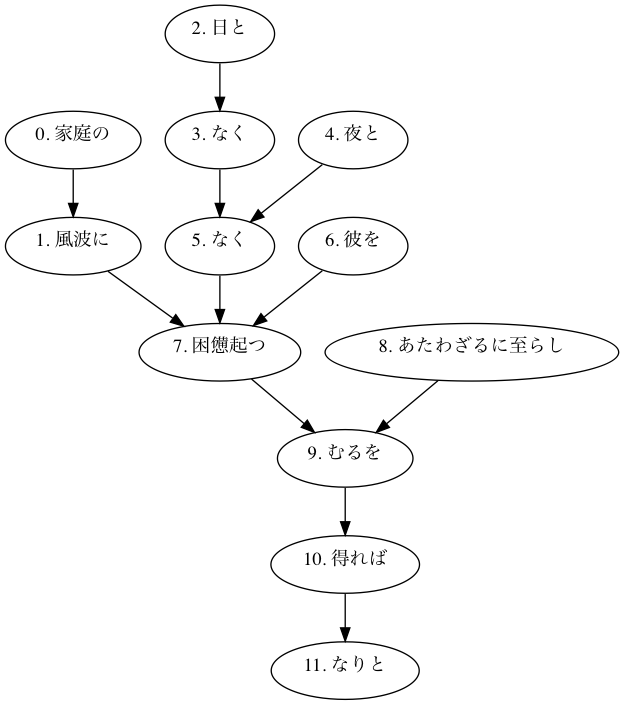 2. 日と
0. 家庭の
3. なく
4. 夜と
1. 風波に
5. なく
6. 彼を
7. 困憊起つ
8. あたわざるに至らし
9. むるを
10. 得れば
11. なりと